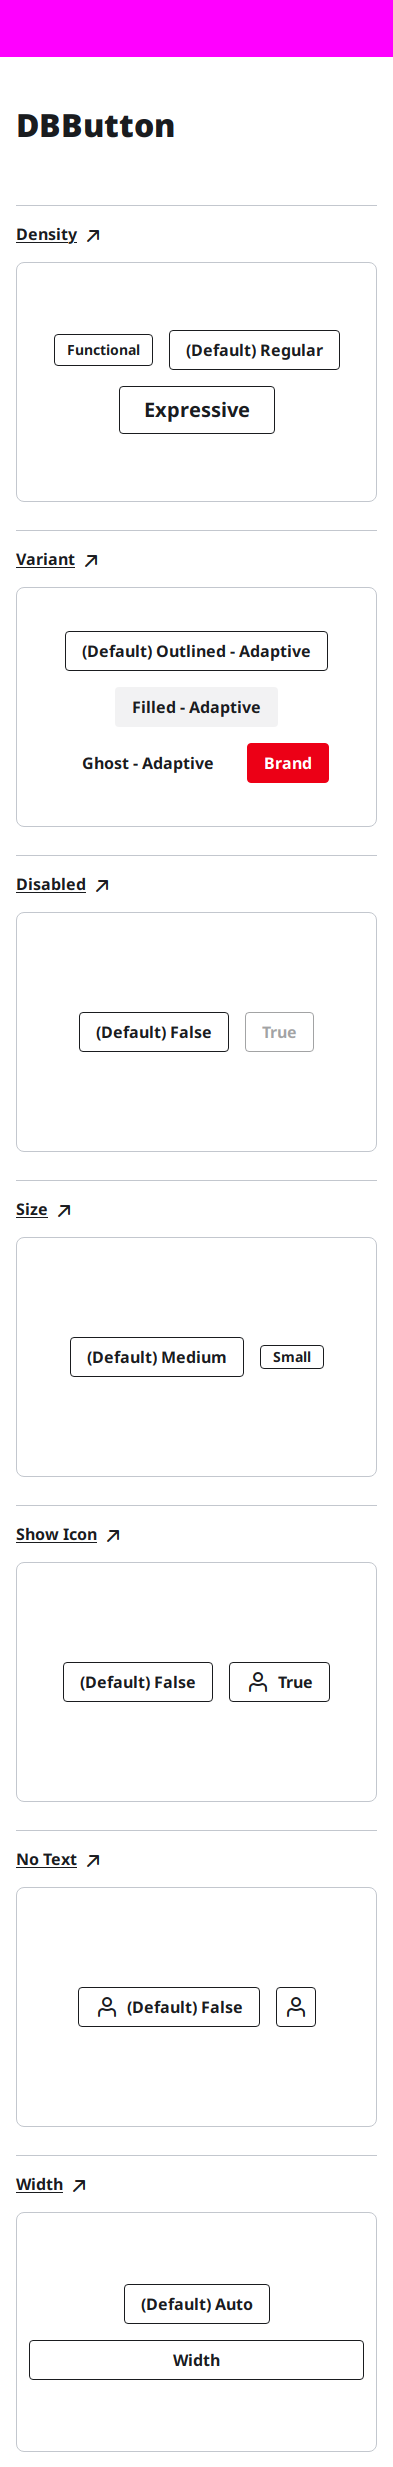 DBButton
Density
Functional
(Default) Regular
Expressive
Variant
(Default) Outlined - Adaptive
Filled - Adaptive
Ghost - Adaptive
Brand
Disabled
(Default) False
True
Size
(Default) Medium
Small
Show Icon
(Default) False
True
No Text
(Default) False
Width
(Default) Auto
Width